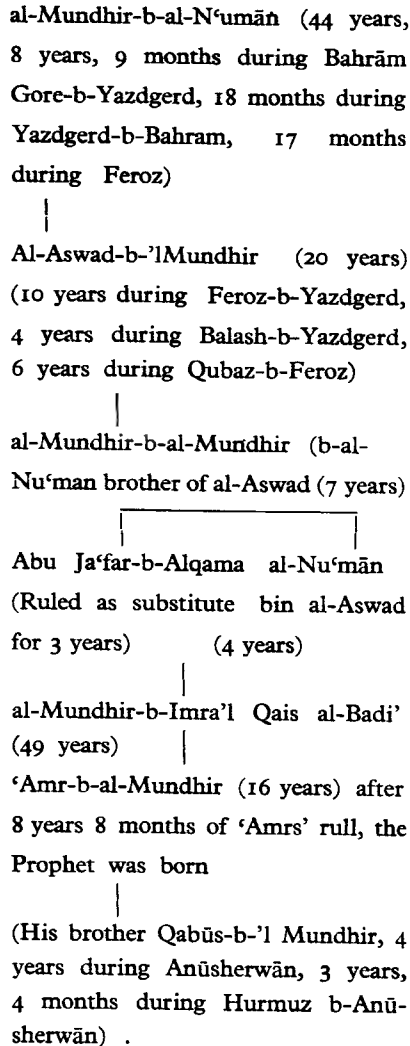 al-Mundhir-b-al-N‘umān (44 years,
8 years, 9 months during Bahrām
Gore-b-Yazdgerd, 18 months during
Yazdgerd-b-Bahram, 17 months
during Feroz)
Al-Aswad-b-’lMundhir (20 years)
(10 years during Feroz-b-Yazdgerd,
4 years during Balash-b-Yazdgerd,
6 years during Qubaz-b-Feroz)
al-Mundhir-b-al-Mundhir (b-al-
Nu‘man brother of al-Aswad (7 years)
Abu Ja‘far-b-Alqama al-Nu‘mān
(Ruled as substitute bin al-Aswad
for 3 years) (4 years)
al-Mundhir-b-Imra’l Qais al-Badi’
(49 years)
‘Amr-b-al-Mundhir (16 years) after
8 years 8 months of ‘Amrs’ rull, the
Prophet was born
(His brother Qabūs-b-’l Mundhir, 4
years during Anūsherwān, 3 years,
4 months during Hurmuz b-Anū-
sherwān) .